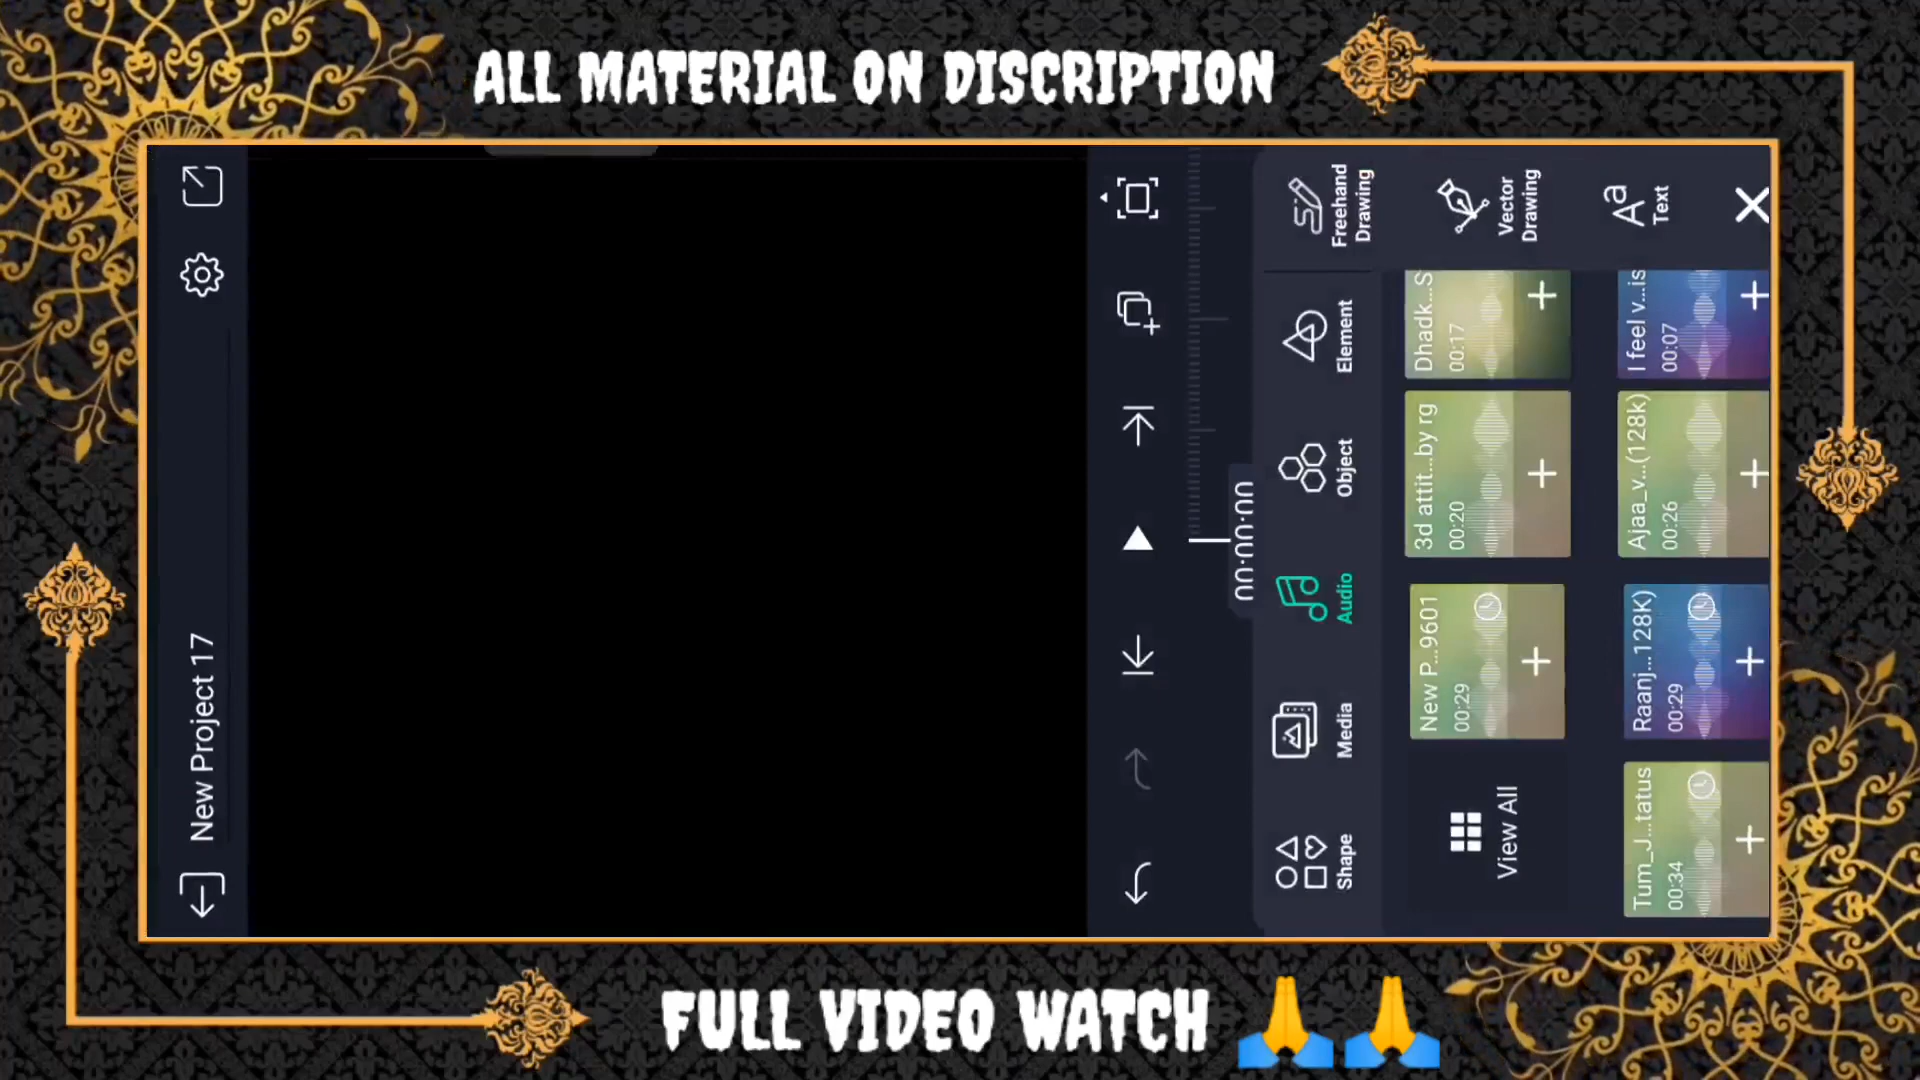 ALL MATERIAL ON DISCRIPTION
New Project 17
00:00:00
Freehand
Drawing
Vector
Drawing
Aa
Text
Element
Object
Audio
Media
Shape
View All
New P...9601
00:29
3d attit...by rg
00:20
Dhadk...S
00:17
Tum_J...tatus
00:34
Raanj...128K)
00:29
Ajaa_v...(128k)
00:26
I feel v...is
00:07
FULL VIDEO WATCH 🙏🙏